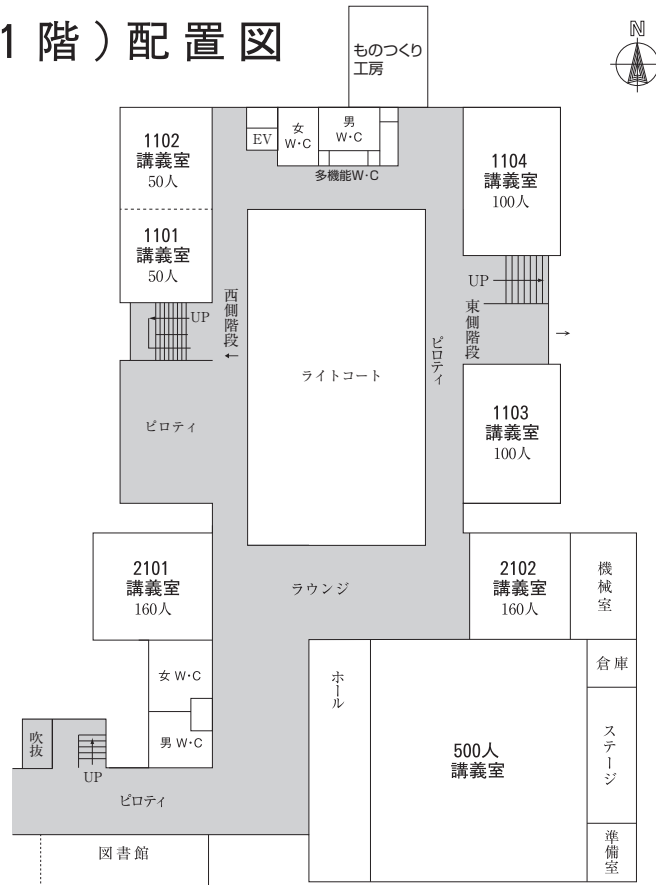 1階）配置図
N
ものつくり
工房
EV
女
W・C
男
W・C
多機能W・C
1102
講義室
50人
1104
講義室
100人
1101
講義室
50人
UP
西側階段
←
UP
東側階段
→
ライトコート
ピロティ
ピロティ
1103
講義室
100人
2101
講義室
160人
ラウンジ
2102
講義室
160人
機械室
女 W・C
ホール
倉庫
吹抜
UP
男 W・C
500人
講義室
ステージ
ピロティ
図書館
準備室